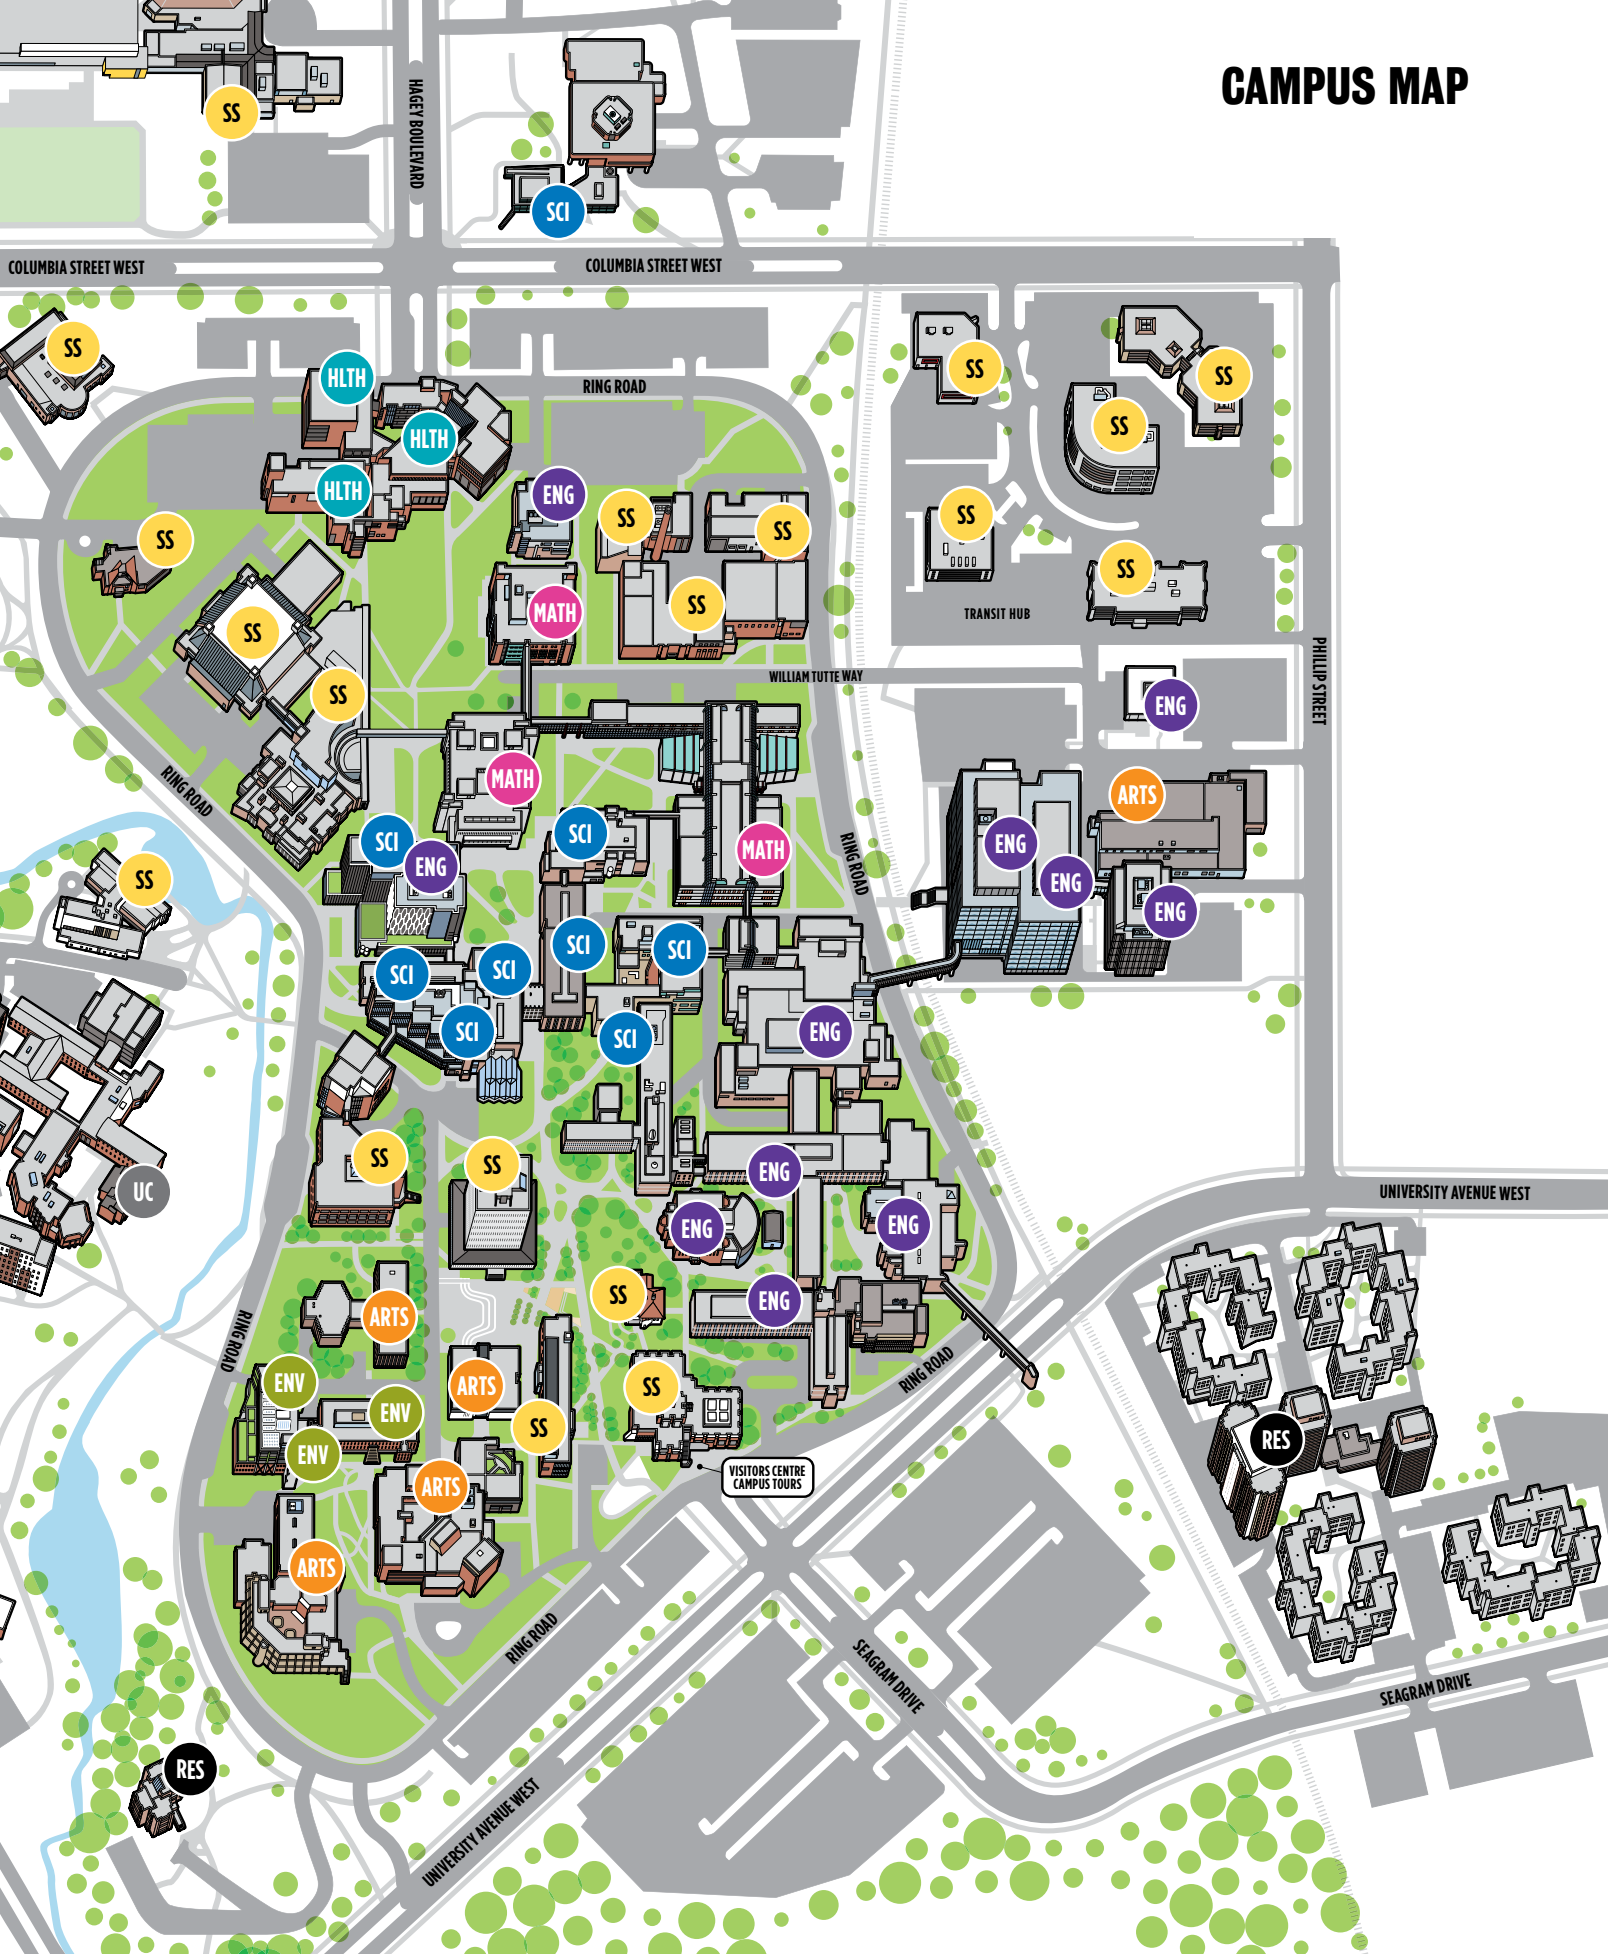 CAMPUS MAP
SS
HAGEY BOULEVARD
SCI
COLUMBIA STREET WEST
COLUMBIA STREET WEST
SS
HLTH
RING ROAD
SS
SS
SS
HLTH
HLTH
ENG
SS
SS
SS
SS
SS
SS
MATH
TRANSIT HUB
SS
SS
WILLIAM TUTTE WAY
PHILLIP STREET
SS
ENG
MATH
RING ROAD
ARTS
SCI
SCI
MATH
ENG
RING ROAD
ENG
ENG
ENG
SS
SCI
SCI
SCI
SCI
SCI
SCI
ENG
SS
SS
ENG
UC
UNIVERSITY AVENUE WEST
ENG
ENG
SS
ENG
ARTS
RING ROAD
ENV
ARTS
SS
RING ROAD
ENV
SS
ENV
RES
VISITORS CENTRE
CAMPUS TOURS
ARTS
ARTS
RING ROAD
SEAGRAM DRIVE
SEAGRAM DRIVE
RES
UNIVERSITY AVENUE WEST